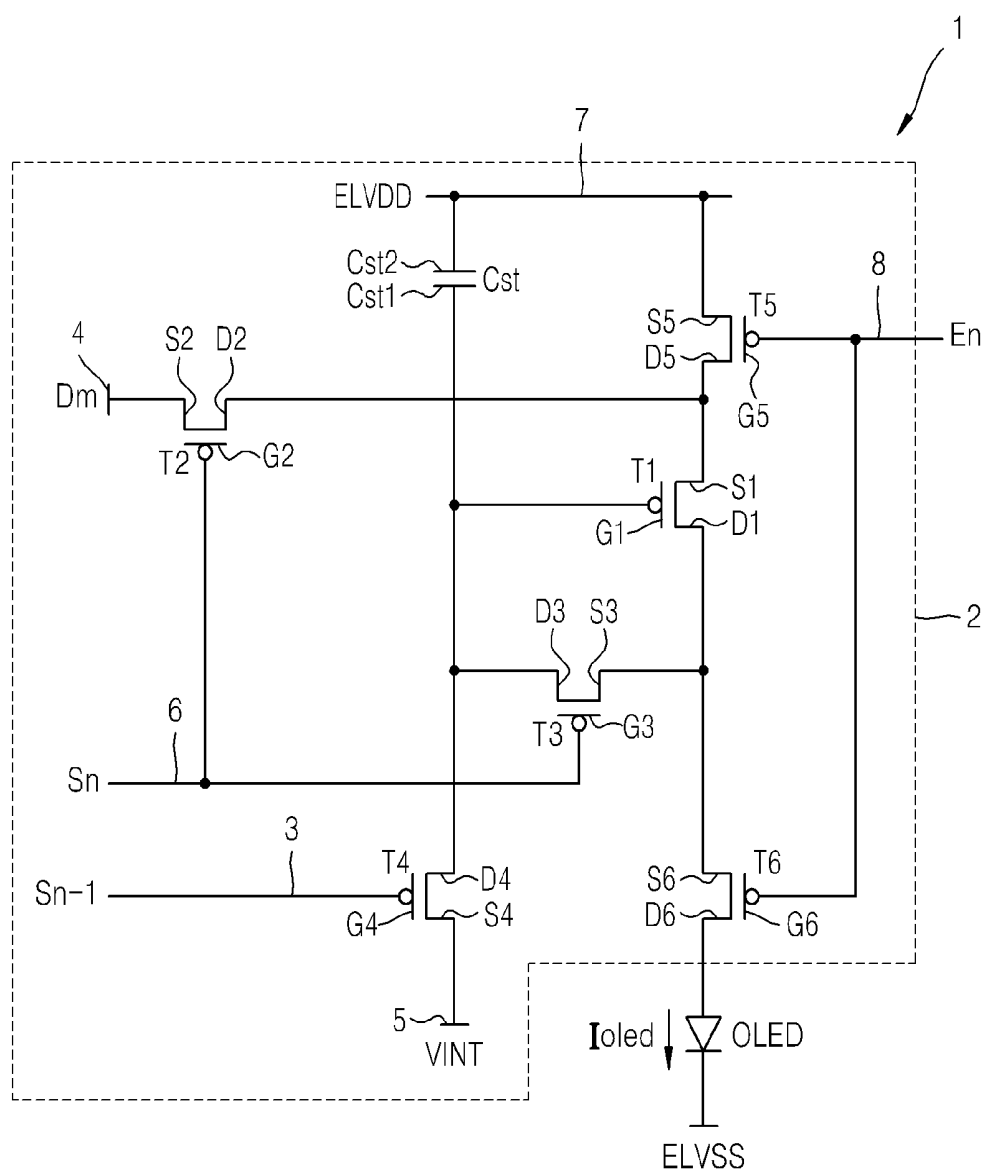 1
7
ELVDD
Cst2
Cst1
Cst
8
T5
S5
D5
G5
En
4
S2
D2
Dm
T2
G2
T1
S1
G1
D1
D3
S3
2
6
T3
G3
Sn
3
T4
D4
S6
T6
Sn-1
G4
S4
D6
G6
5
VINT
Ioled
OLED
ELVSS